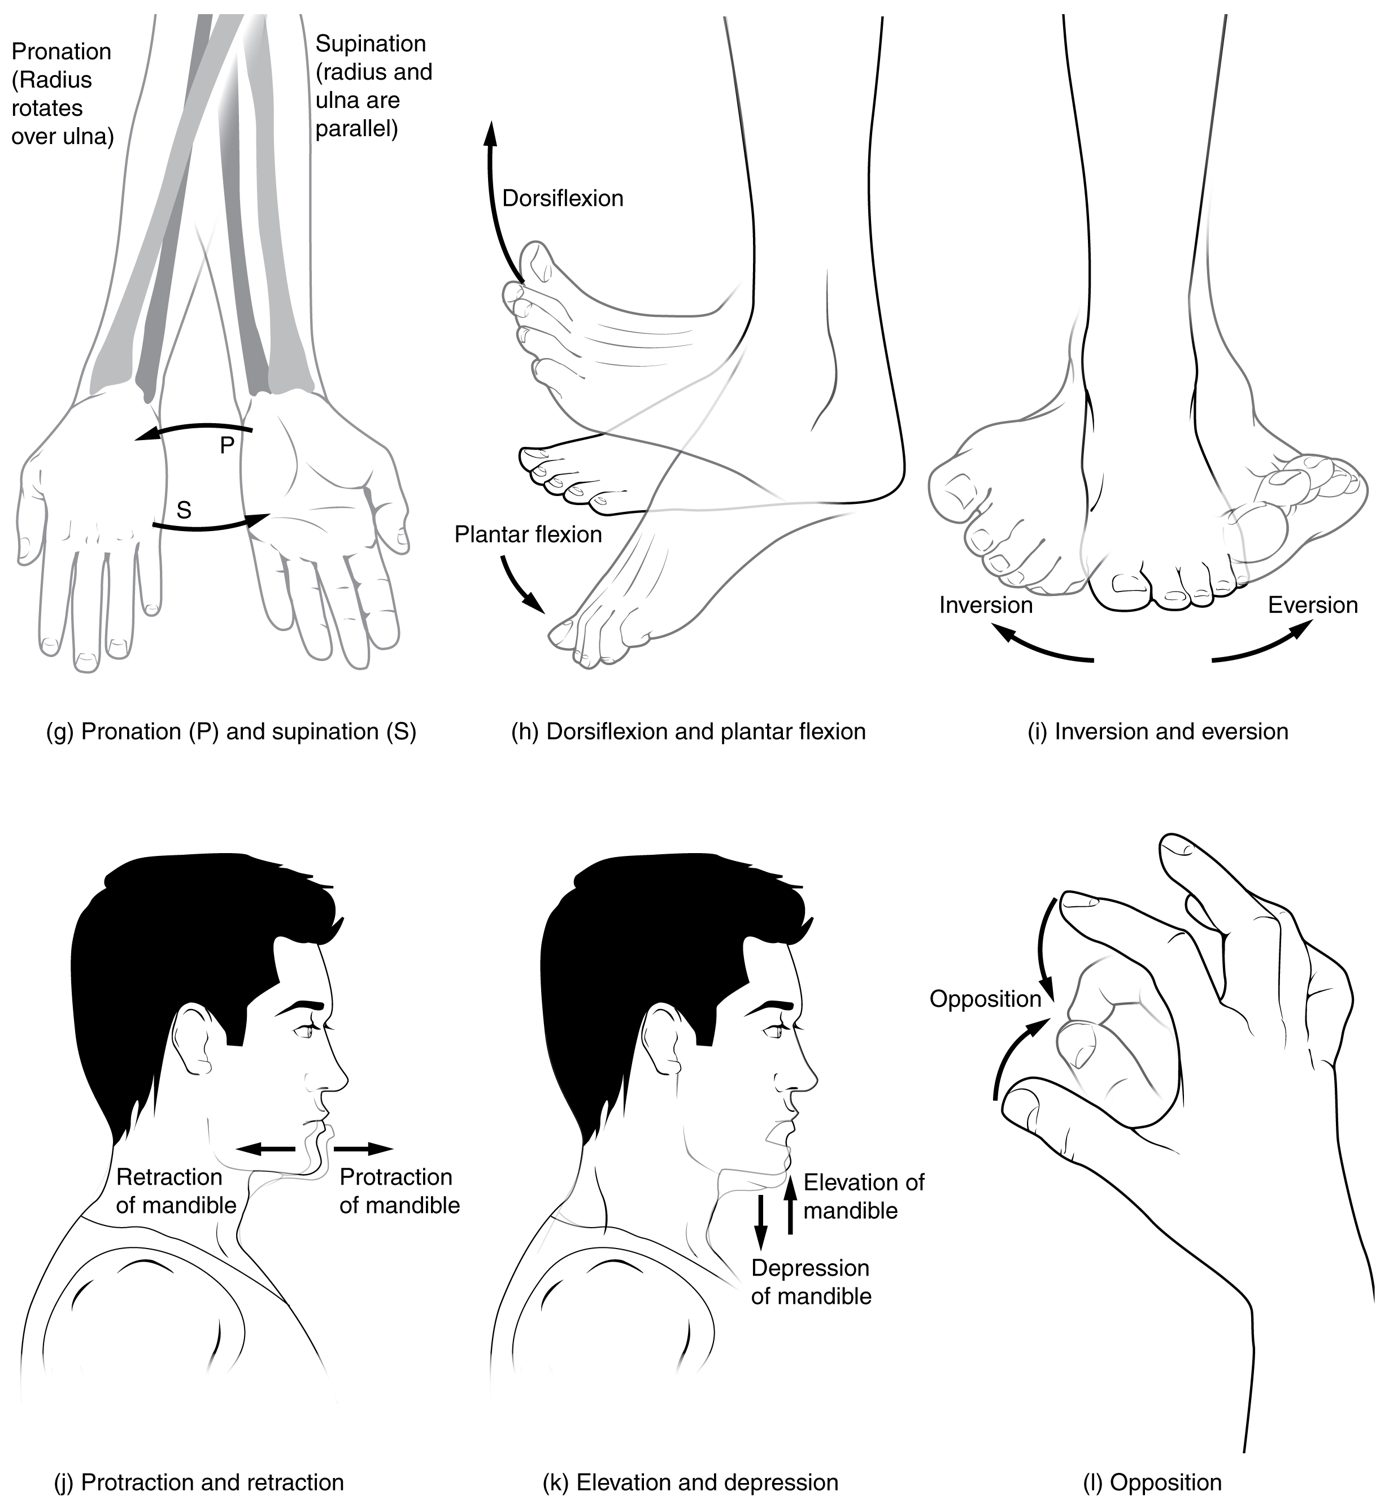 Pronation
(Radius
rotates
over ulna)
Supination
(radius and
ulna are
parallel)
P
S
(g) Pronation (P) and supination (S)
Dorsiflexion
Plantar flexion
(h) Dorsiflexion and plantar flexion
Inversion
Eversion
(i) Inversion and eversion
Retraction
of mandible
Protraction
of mandible
(j) Protraction and retraction
Elevation of
mandible
Depression
of mandible
(k) Elevation and depression
Opposition
(l) Opposition